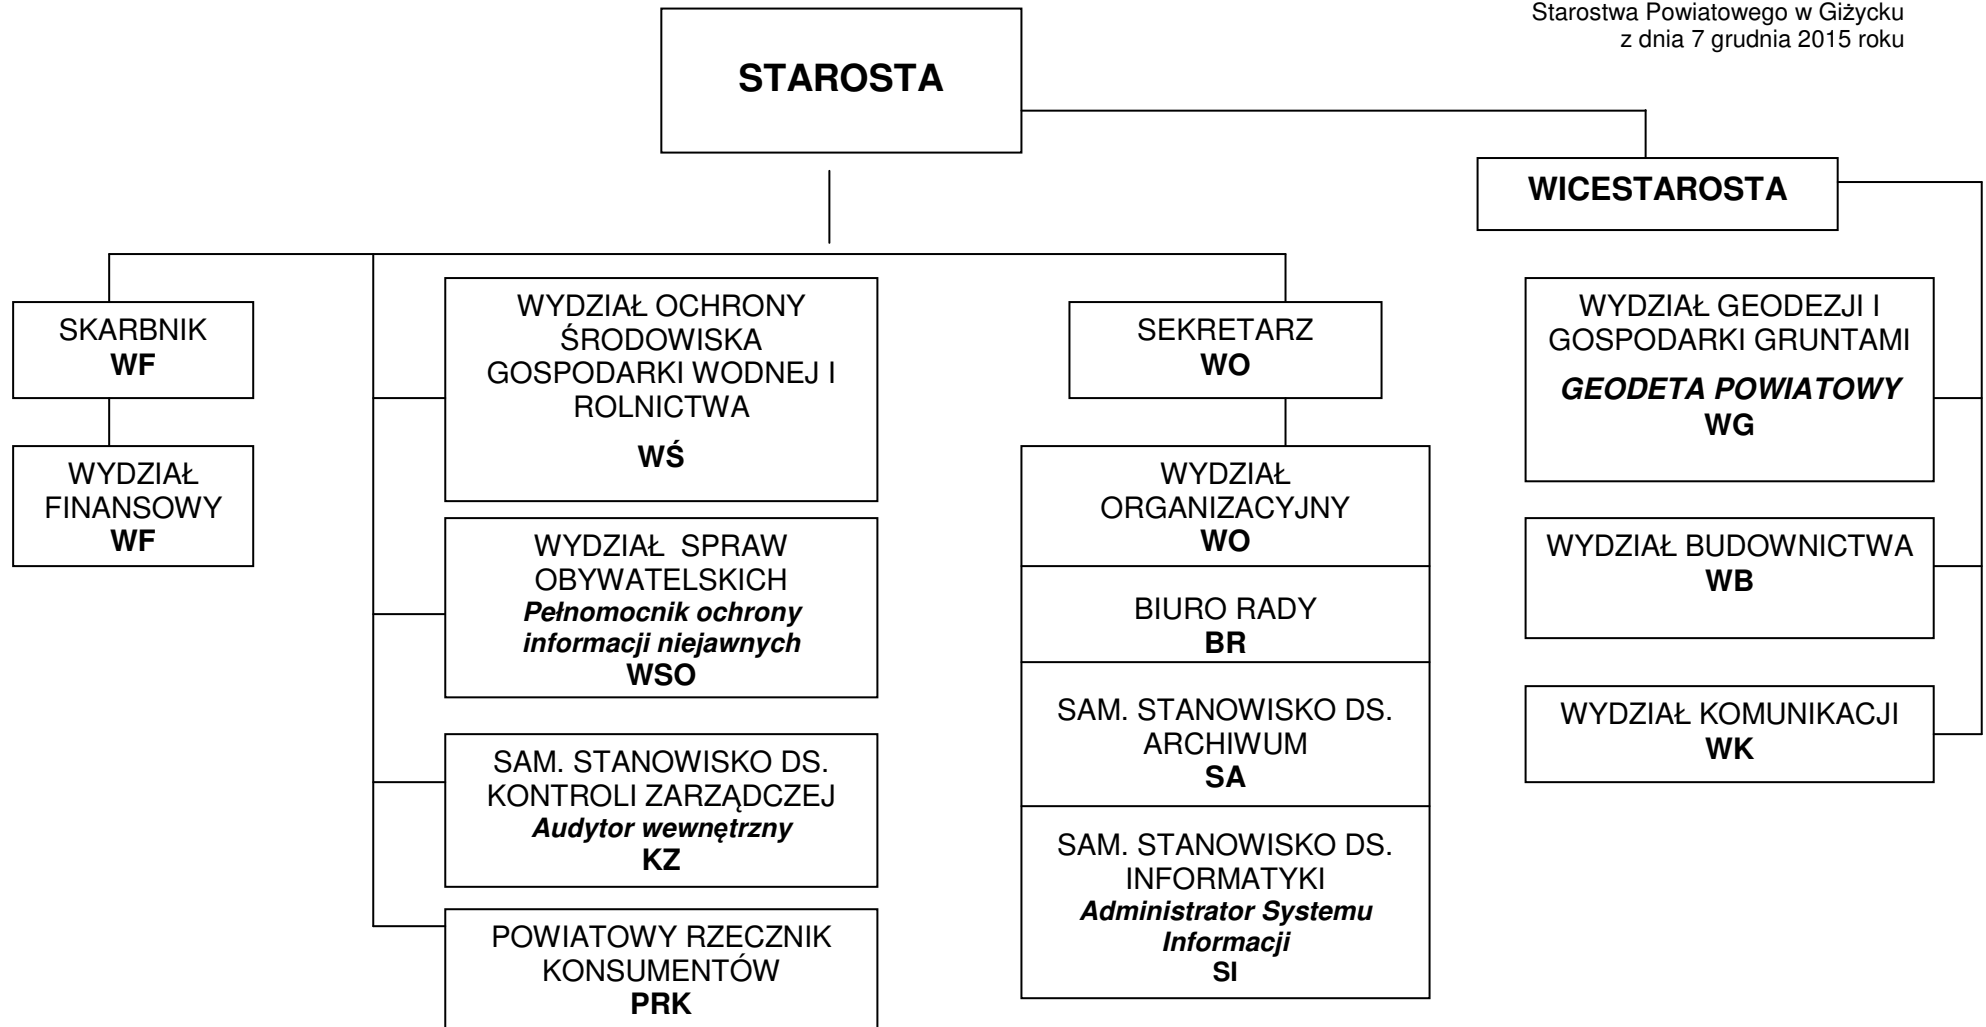 Starostwa Powiatowego w Giżycku
z dnia 7 grudnia 2015 roku
STAROSTA
WICESTAROSTA
SKARBNIK
WF
WYDZIAŁ
FINANSOWY
WF
WYDZIAŁ OCHRONY
ŚRODOWISKA
GOSPODARKI WODNEJ I
ROLNICTWA
WŚ
WYDZIAŁ SPRAW
OBYWATELSKICH
Pełnomocnik ochrony
informacji niejawnych
WSO
SAM. STANOWISKO DS.
KONTROLI ZARZĄDCZEJ
Audytor wewnętrzny
KZ
POWIATOWY RZECZNIK
KONSUMENTÓW
PRK
SEKRETARZ
WO
WYDZIAŁ
ORGANIZACYJNY
WO
BIURO RADY
BR
SAM. STANOWISKO DS.
ARCHIWUM
SA
SAM. STANOWISKO DS.
INFORMATYKI
Administrator Systemu
Informacji
SI
WYDZIAŁ GEODEZJI I
GOSPODARKI GRUNTAMI
GEODETA POWIATOWY
WG
WYDZIAŁ BUDOWNICTWA
WB
WYDZIAŁ KOMUNIKACJI
WK